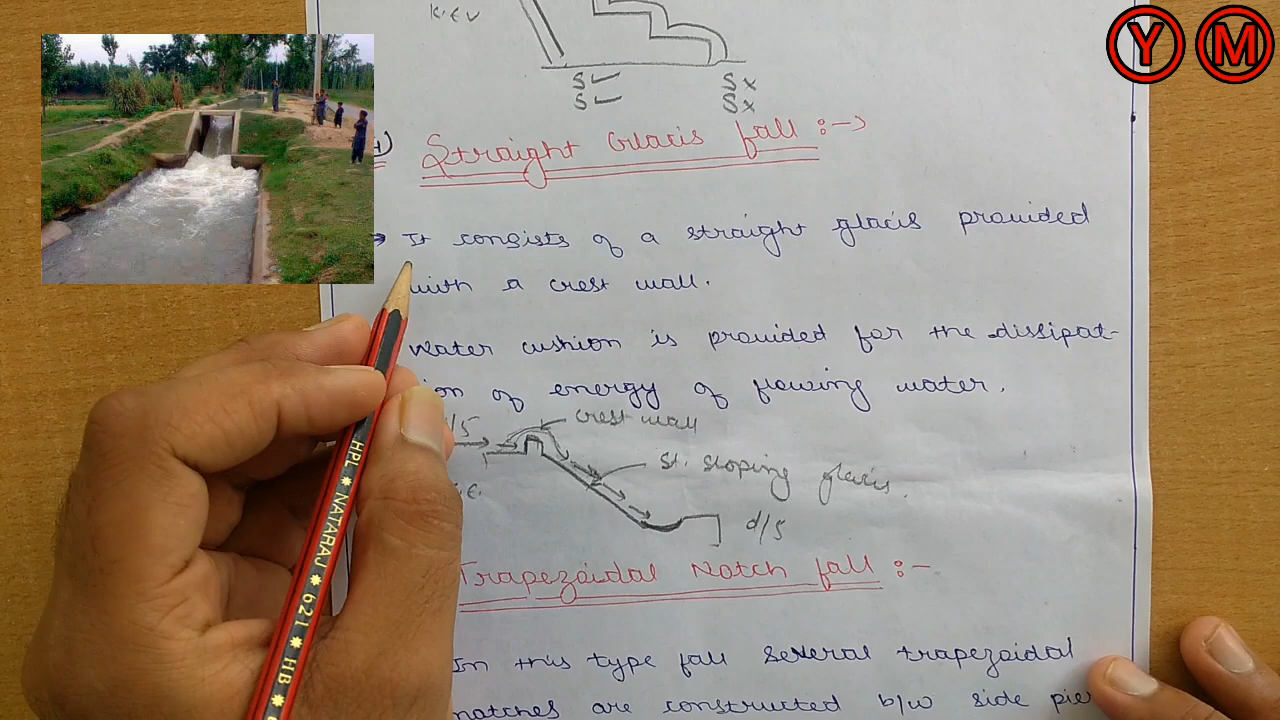 Y M
K.E↓
S✓ S×
S✓ S×
Straight Glacis fall :->
→ It consists of a straight glacis provided
with a crest wall.
Water cushion is provided for the dissipat-
ion of energy of flowing water.
/S crest wall
st. sloping glacis.
.E.
d/s
Trapezoidal Notch fall :-
In this type fall several trapezoidal
notches are constructed b/w side pie
HPL ✸ NATARAJ ✸ 621 ✸ HB ✸